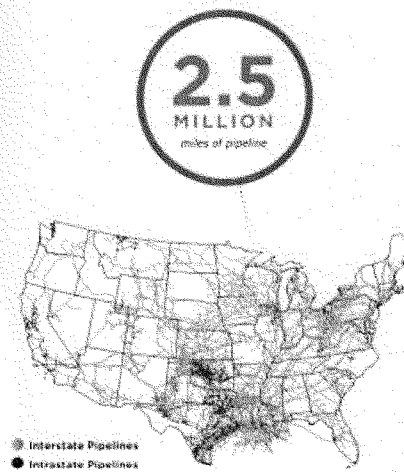 2.5
MILLION
miles of pipeline
Interstate Pipelines
Intrastate Pipelines